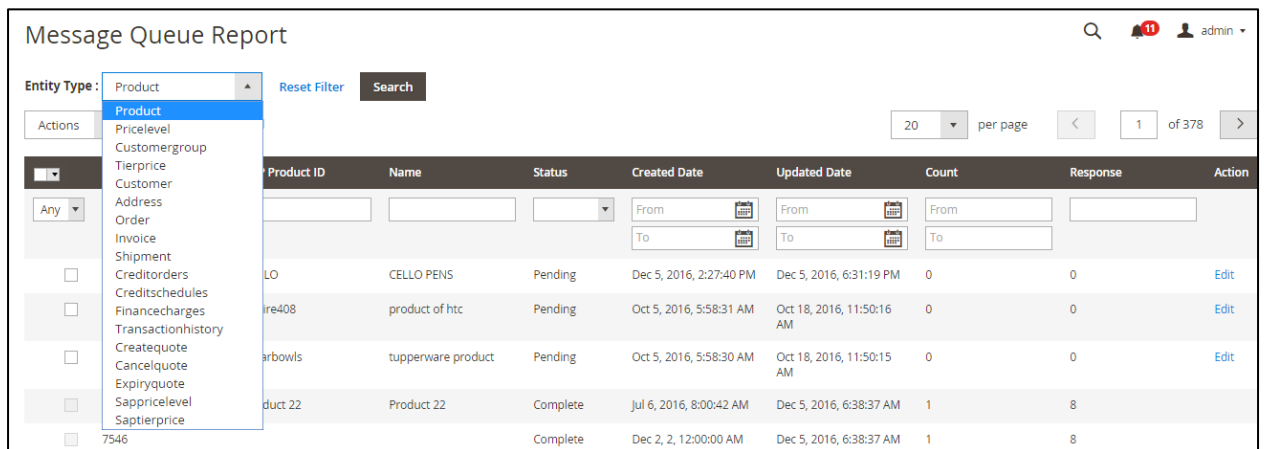 Message Queue Report
11
admin
Entity Type : Product Reset Filter Search
Product
Pricelevel
Customergroup
Tierprice
Customer
Address
Order
Invoice
Shipment
Creditorders
Creditschedules
Financecharges
Transactionhistory
Createquote
Cancelquote
Expiryquote
Sappricelevel
Saptierprice
Actions 20 per page 1 of 378
Product ID Name Status Created Date Updated Date Count Response Action
Any From From From
To To To
LO CELLO PENS Pending Dec 5, 2016, 2:27:40 PM Dec 5, 2016, 6:31:19 PM 0 0 Edit
ire408 product of htc Pending Oct 5, 2016, 5:58:31 AM Oct 18, 2016, 11:50:16 0 0 Edit
AM
arbowls tupperware product Pending Oct 5, 2016, 5:58:30 AM Oct 18, 2016, 11:50:15 0 0 Edit
AM
duct 22 Product 22 Complete Jul 6, 2016, 8:00:42 AM Dec 5, 2016, 6:38:37 AM 1 8
7546 Complete Dec 2, 2, 12:00:00 AM Dec 5, 2016, 6:38:37 AM 1 8